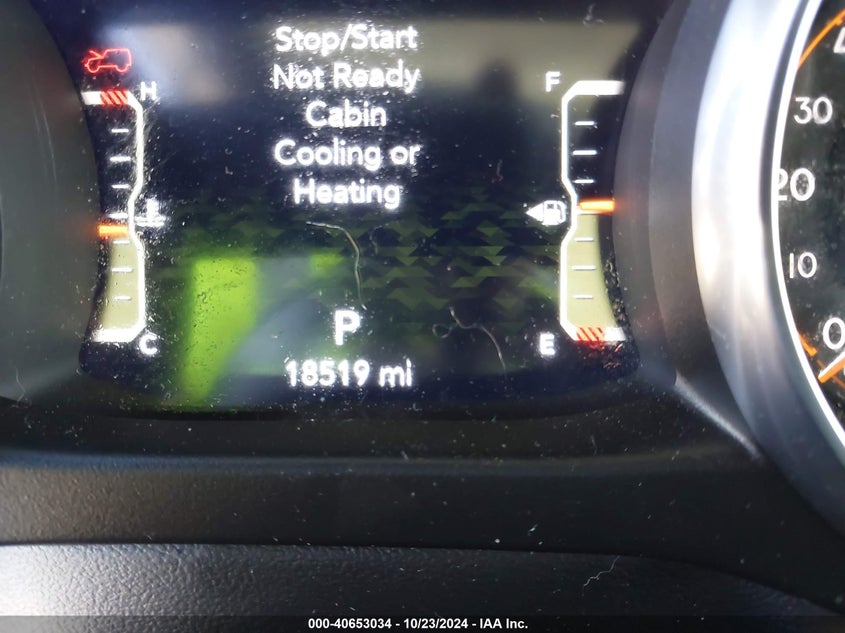 Stop/Start
Not Ready
Cabin
Cooling or
Heating
H
F
C
E
P
18519 mi
30
20
10
0
000-40653034 - 10/23/2024 - IAA Inc.